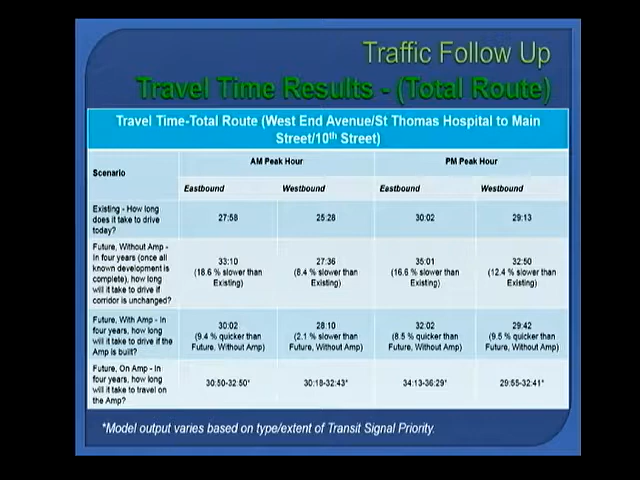 Traffic Follow Up
Travel Time Results - (Total Route)
Travel Time-Total Route (West End Avenue/St Thomas Hospital to Main
Street/10th Street)
Scenario
AM Peak Hour
PM Peak Hour
Eastbound
Westbound
Eastbound
Westbound
Existing - How long
does it take to drive
today?
27:58
25:28
30:02
29:13
Future, Without Amp -
In four years (once all
known development is
complete), how long
will it take to drive if
corridor is unchanged?
33:10
(18.6 % slower than
Existing)
27:36
(8.4 % slower than
Existing)
35:01
(16.6 % slower than
Existing)
32:50
(12.4 % slower than
Existing)
Future, With Amp - In
four years, how long
will it take to drive if the
Amp is built?
30:02
(9.4 % quicker than
Future, Without Amp)
28:10
(2.1 % slower than
Future, Without Amp)
32:02
(8.5 % quicker than
Future, Without Amp)
29:42
(9.5 % quicker than
Future, Without Amp)
Future, On Amp - In
four years, how long
will it take to travel on
the Amp?
30:50-32:50*
30:18-32:43*
34:13-36:29*
29:55-32:41*
*Model output varies based on type/extent of Transit Signal Priority.